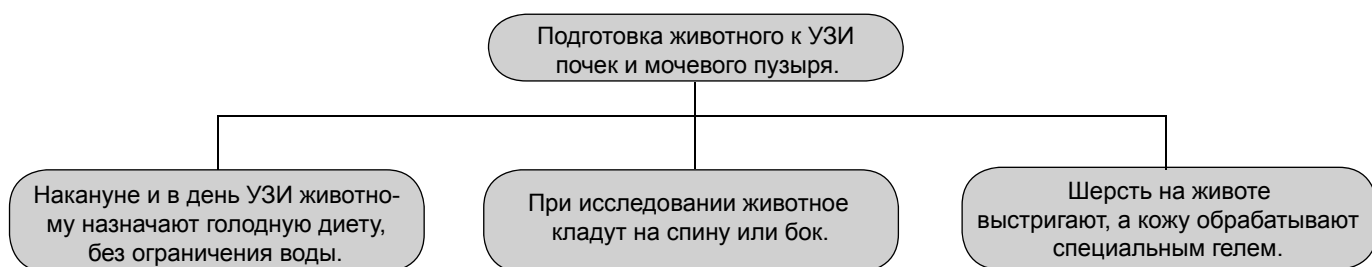 Подготовка животного к УЗИ
почек и мочевого пузыря.
Накануне и в день УЗИ животно-
му назначают голодную диету,
без ограничения воды.
При исследовании животное
кладут на спину или бок.
Шерсть на животе
выстригают, а кожу обрабатывают
специальным гелем.